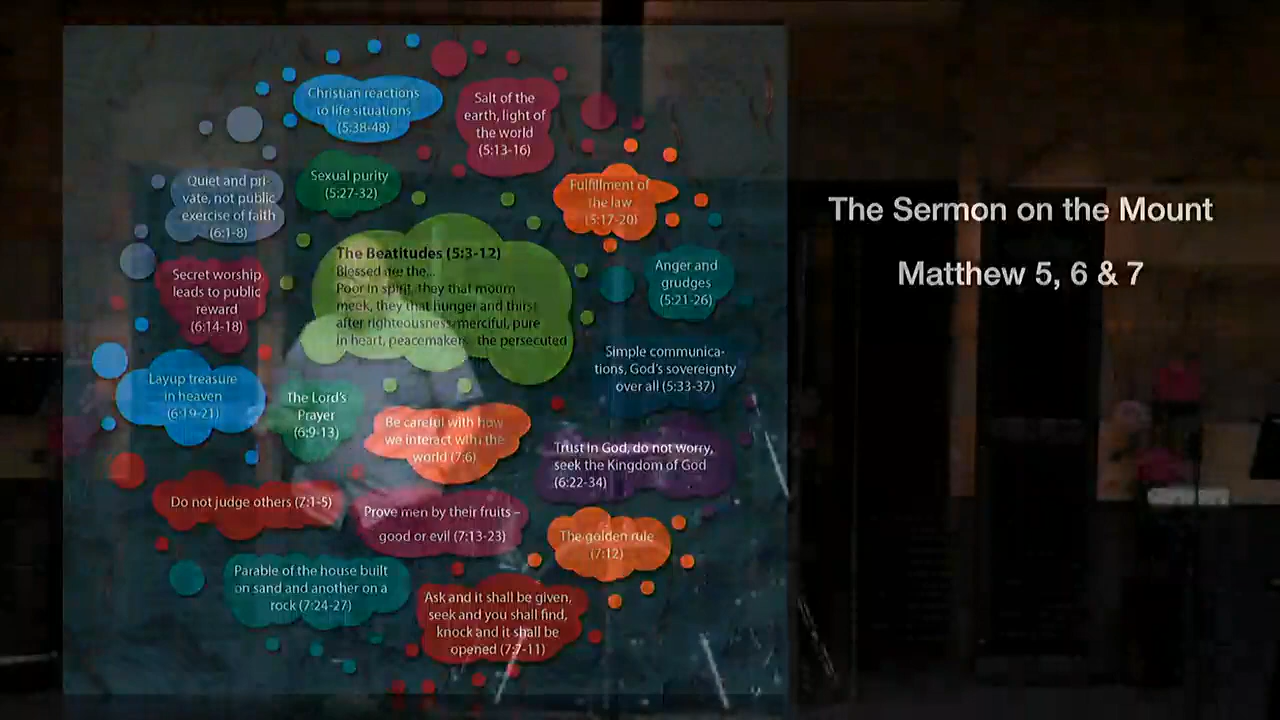 Christian reactions
to life situations
(5:38-48)
Salt of the
earth, light of
the world
(5:13-16)
Quiet and pri-
vate, not public
exercise of faith
(6:1-8)
Sexual purity
(5:27-32)
Fulfillment of
the law
(5:17-20)
The Beatitudes (5:3-12)
Blessed are the...
Poor in spirit, they that mourn
meek, they that hunger and thirst
after righteousness, merciful, pure
in heart, peacemakers, the persecuted
Anger and
grudges
(5:21-26)
Secret worship
leads to public
reward
(6:14-18)
Simple communica-
tions, God's sovereignty
over all (5:33-37)
Layup treasure
in heaven
(6:19-21)
The Lord's
Prayer
(6:9-13)
Be careful with how
we interact with the
world (7:6)
Trust in God, do not worry,
seek the Kingdom of God
(6:22-34)
Do not judge others (7:1-5)
Prove men by their fruits –
good or evil (7:13-23)
The golden rule
(7:12)
Parable of the house built
on sand and another on a
rock (7:24-27)
Ask and it shall be given,
seek and you shall find,
knock and it shall be
opened (7:7-11)
The Sermon on the Mount
Matthew 5, 6 & 7